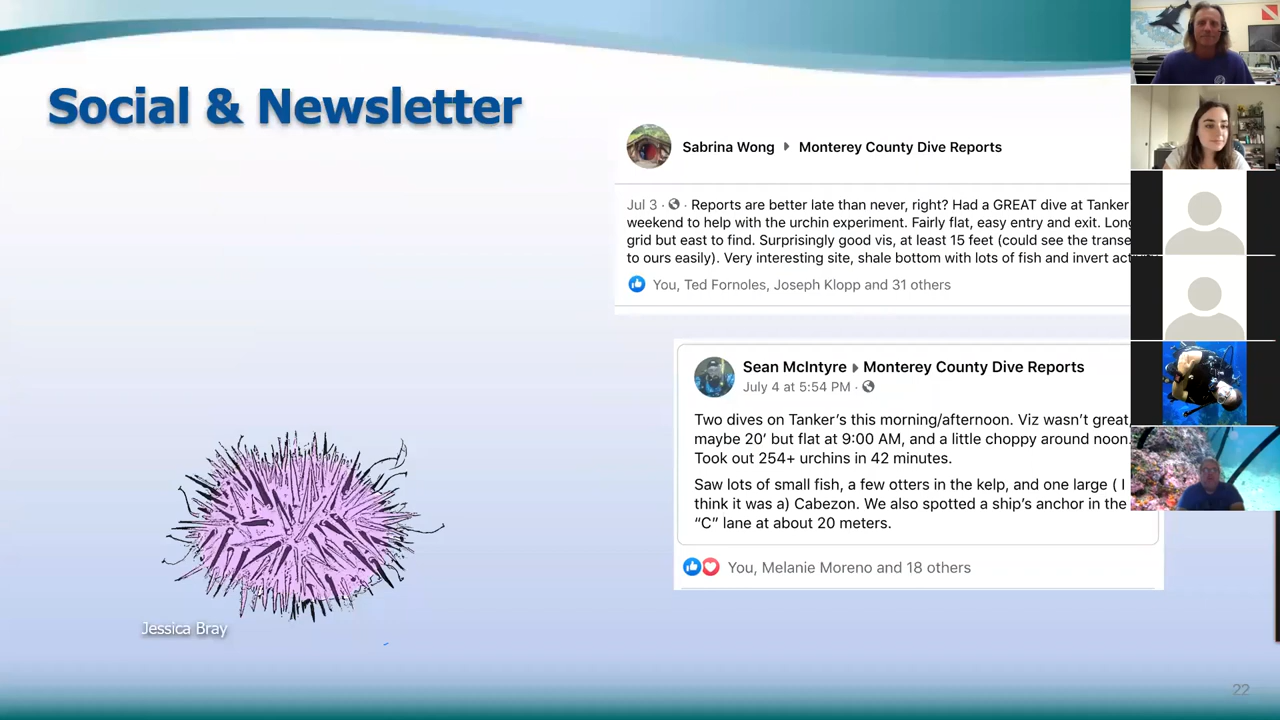 Social & Newsletter
Sabrina Wong ▸ Monterey County Dive Reports
Jul 3 · Reports are better late than never, right? Had a GREAT dive at Tanker
weekend to help with the urchin experiment. Fairly flat, easy entry and exit.
grid but east to find. Surprisingly good vis, at least 15 feet (could see the
to ours easily). Very interesting site, shale bottom with lots of fish and invert
You, Ted Fornoles, Joseph Klopp and 31 others
Sean McIntyre ▸ Monterey County Dive Reports
July 4 at 5:54 PM ·
Two dives on Tanker's this morning/afternoon. Viz wasn't great,
maybe 20' but flat at 9:00 AM, and a little choppy around noon.
Took out 254+ urchins in 42 minutes.
Saw lots of small fish, a few otters in the kelp, and one large ( I
think it was a) Cabezon. We also spotted a ship's anchor in the
“C” lane at about 20 meters.
You, Melanie Moreno and 18 others
Jessica Bray
22